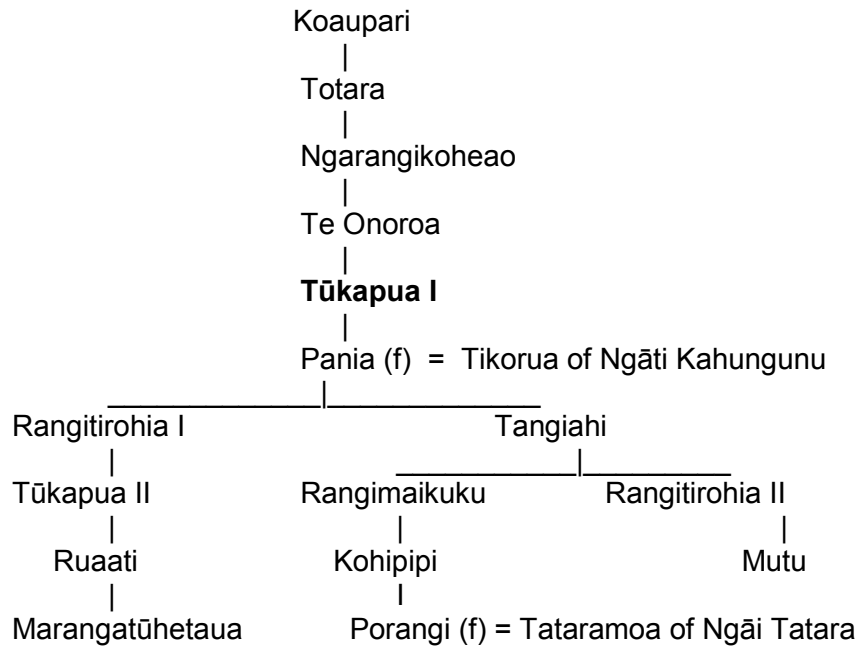 Koaupari
|
Totara
|
Ngarangikoheao
|
Te Onoroa
|
Tūkapua I
|
Pania (f) = Tikorua of Ngāti Kahungunu
Rangitirohia I Tangiahi
Tūkapua II Rangimaikuku Rangitirohia II
Ruaati Kohipipi Mutu
Marangatūhetaua Porangi (f) = Tataramoa of Ngāi Tatara